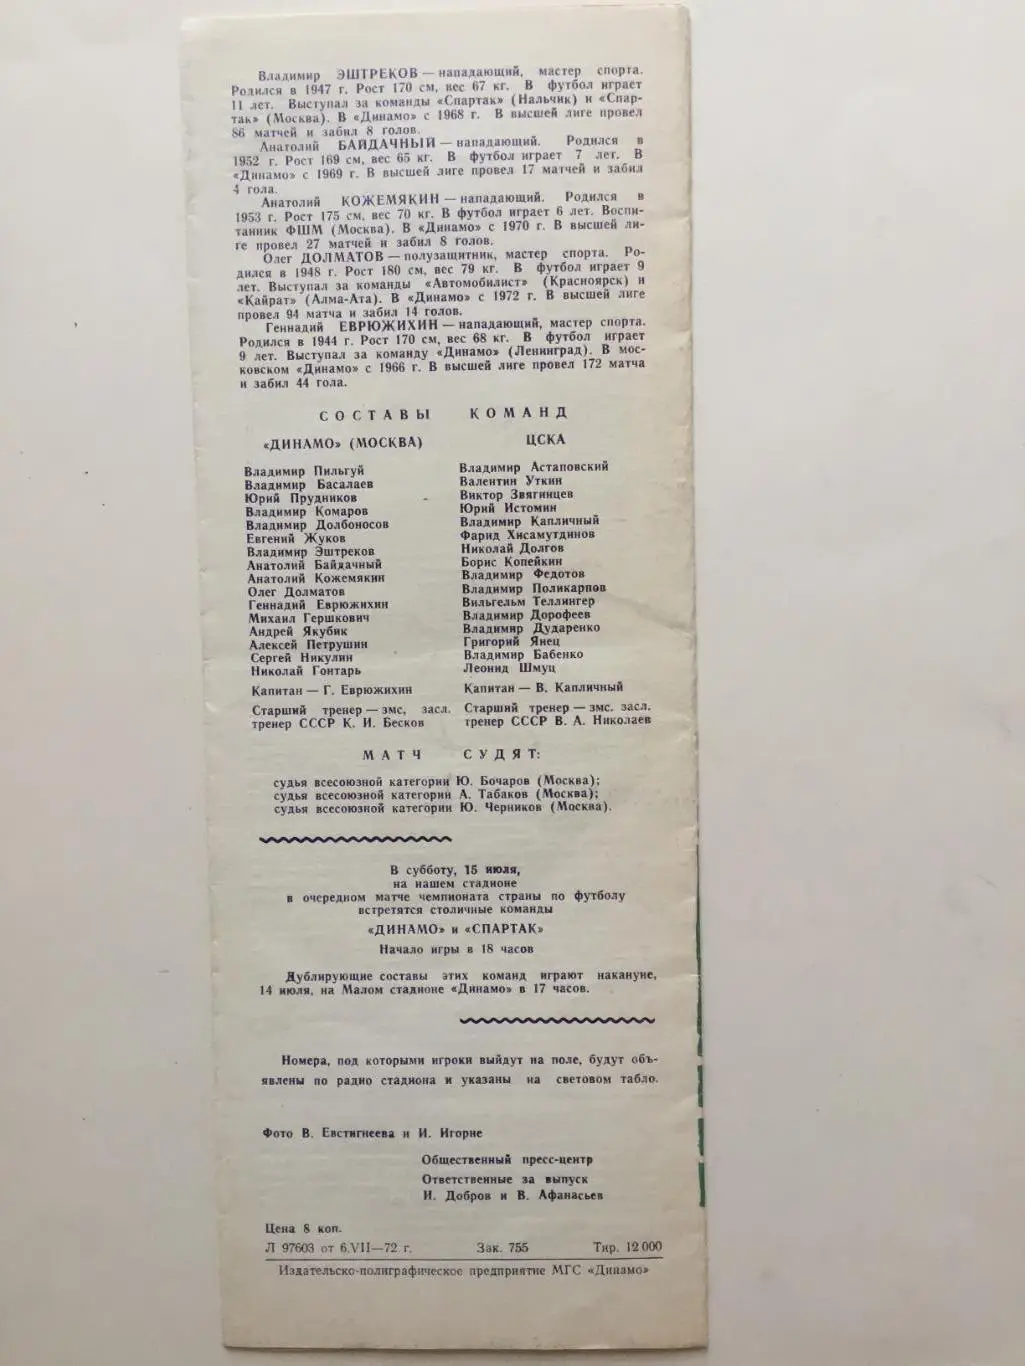 Владимир ЭШТРЕКОВ — нападающий, мастер спорта.
Родился в 1947 г. Рост 170 см, вес 67 кг. В футбол играет
11 лет. Выступал за команды «Спартак» (Нальчик) и «Спар-
так» (Москва). В «Динамо» с 1968 г. В высшей лиге провел
86 матчей и забил 8 голов.
Анатолий БАЙДАЧНЫЙ — нападающий. Родился в
1952 г. Рост 169 см, вес 65 кг. В футбол играет 7 лет. В
«Динамо» с 1969 г. В высшей лиге провел 17 матчей и забил
4 гола.
Анатолий КОЖЕМЯКИН — нападающий. Родился в
1953 г. Рост 175 см, вес 70 кг. В футбол играет 6 лет. Воспи-
танник ФШМ (Москва). В «Динамо» с 1970 г. В высшей ли-
ге провел 27 матчей и забил 8 голов.
Олег ДОЛМАТОВ — полузащитник, мастер спорта. Ро-
дился в 1948 г. Рост 180 см, вес 79 кг. В футбол играет 9
лет. Выступал за команды «Автомобилист» (Красноярск) и
«Кайрат» (Алма-Ата). В «Динамо» с 1972 г. В высшей лиге
провел 94 матча и забил 14 голов.
Геннадий ЕВРЮЖИХИН — нападающий, мастер спорта.
Родился в 1944 г. Рост 170 см, вес 68 кг. В футбол играет
9 лет. Выступал за команду «Динамо» (Ленинград). В мос-
ковском «Динамо» с 1966 г. В высшей лиге провел 172 матча
и забил 44 гола.
СОСТАВЫ КОМАНД
«ДИНАМО» (МОСКВА)
Владимир Пильгуй
Владимир Басалаев
Юрий Прудников
Владимир Комаров
Владимир Долбоносов
Евгений Жуков
Владимир Эштреков
Анатолий Байдачный
Анатолий Кожемякин
Олег Долматов
Геннадий Еврюжихин
Михаил Гершкович
Андрей Якубик
Алексей Петрушин
Сергей Никулин
Николай Гонтарь
Капитан — Г. Еврюжихин
Старший тренер — змс, засл.
тренер СССР К. И. Бесков
ЦСКА
Владимир Астаповский
Валентин Уткин
Виктор Звягинцев
Юрий Истомин
Владимир Капличный
Фарид Хисамутдинов
Николай Долгов
Борис Копейкин
Владимир Федотов
Владимир Поликарпов
Вильгельм Теллингер
Владимир Дорофеев
Владимир Дударенко
Григорий Янец
Владимир Бабенко
Леонид Шмуц
Капитан — В. Капличный
Старший тренер — змс. засл.
тренер СССР В. А. Николаев
МАТЧ СУДЯТ:
судья всесоюзной категории Ю. Бочаров (Москва);
судья всесоюзной категории А. Табаков (Москва);
судья всесоюзной категории Ю. Черников (Москва).
В субботу, 15 июля,
на нашем стадионе
в очередном матче чемпионата страны по футболу
встретятся столичные команды
«ДИНАМО» и «СПАРТАК»
Начало игры в 18 часов
Дублирующие составы этих команд играют накануне,
14 июля, на Малом стадионе «Динамо» в 17 часов.
Номера, под которыми игроки выйдут на поле, будут объ-
явлены по радио стадиона и указаны на световом табло.
Фото В. Евстигнеева и И. Игорне
Общественный пресс-центр
Ответственные за выпуск
И. Добров и В. Афанасьев
Цена 8 коп.
Л 97603 от 6.VII—72 г. Зак. 755 Тир. 12 000
Издательско-полиграфическое предприятие МГС «Динамо»